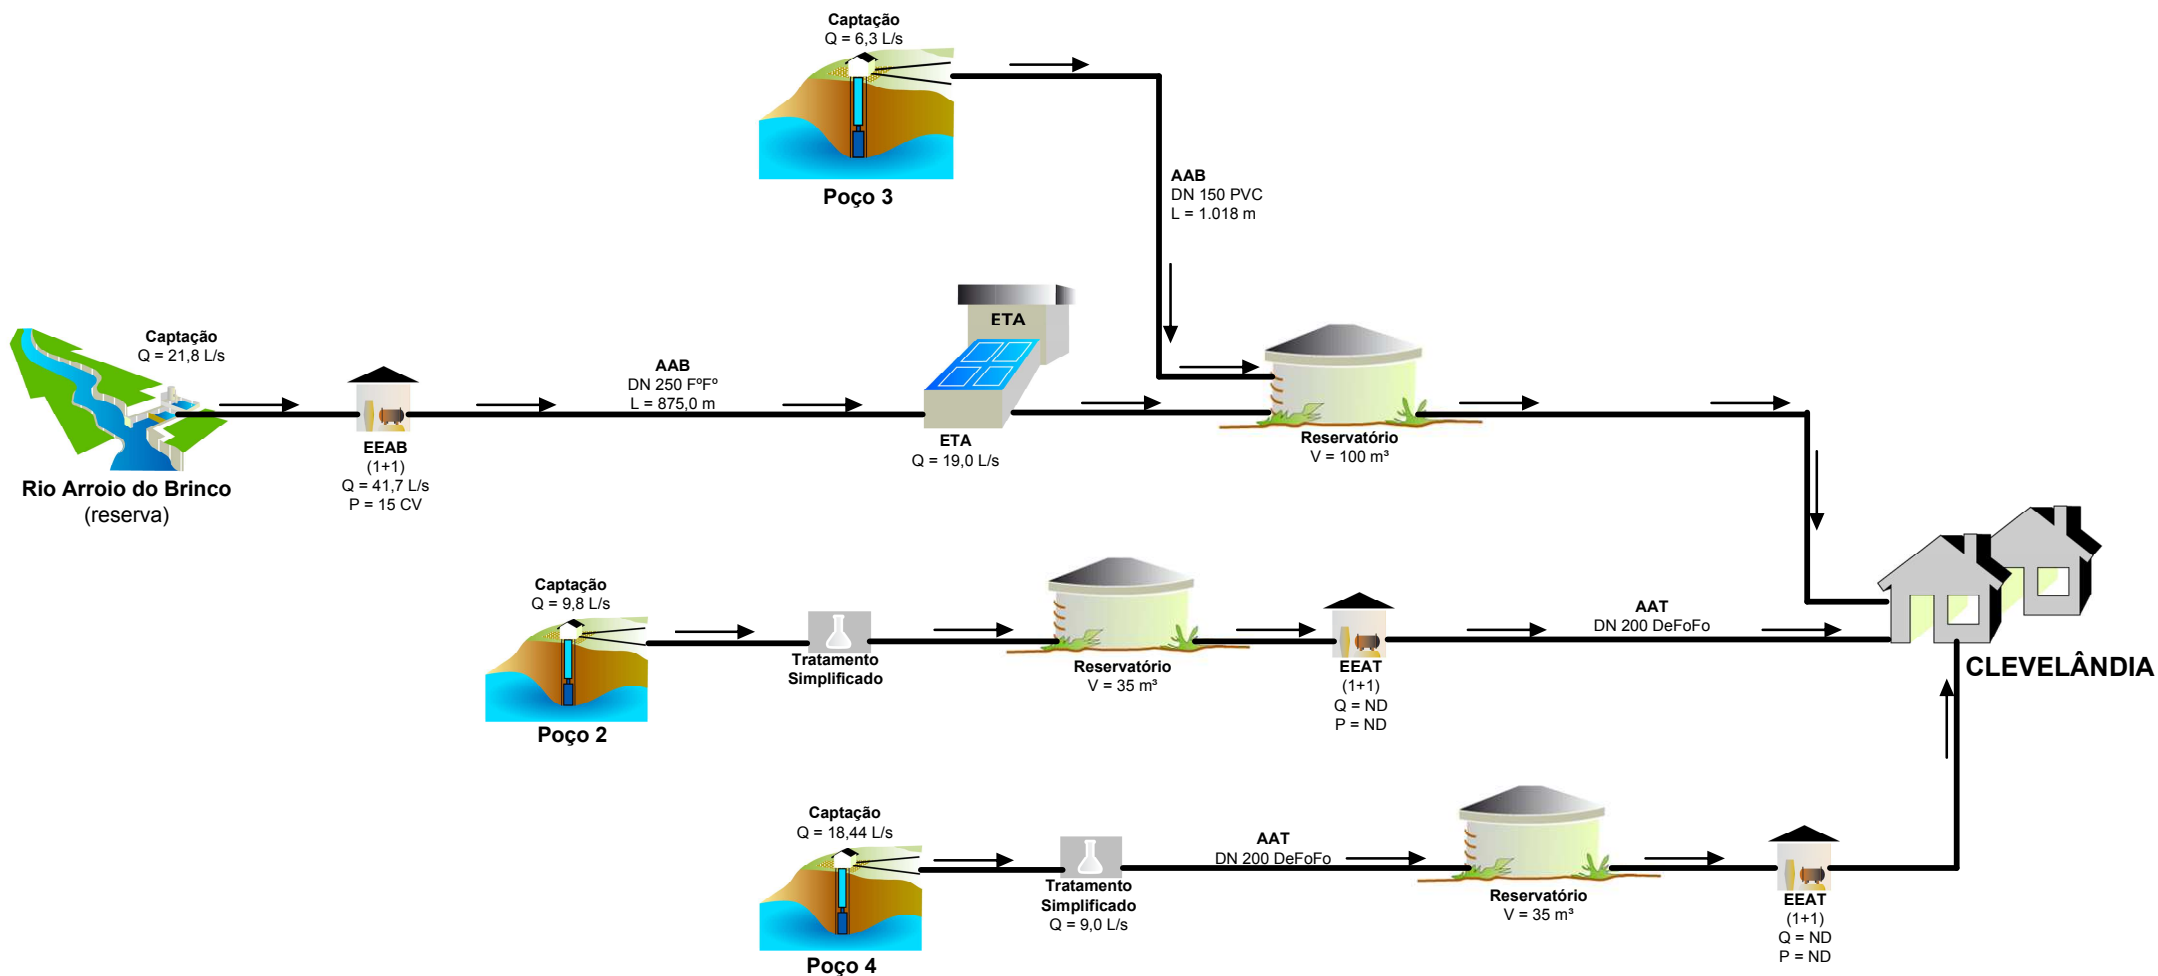 Captação
Q = 6,3 L/s
Poço 3
AAB
DN 150 PVC
L = 1.018 m
Captação
Q = 21,8 L/s
Rio Arroio do Brinco
(reserva)
EEAB
(1+1)
Q = 41,7 L/s
P = 15 CV
AAB
DN 250 FºFº
L = 875,0 m
ETA
ETA
Q = 19,0 L/s
Reservatório
V = 100 m³
Captação
Q = 9,8 L/s
Poço 2
Tratamento
Simplificado
Reservatório
V = 35 m³
EEAT
(1+1)
Q = ND
P = ND
AAT
DN 200 DeFoFo
CLEVELÂNDIA
Captação
Q = 18,44 L/s
Poço 4
Tratamento
Simplificado
Q = 9,0 L/s
AAT
DN 200 DeFoFo
Reservatório
V = 35 m³
EEAT
(1+1)
Q = ND
P = ND